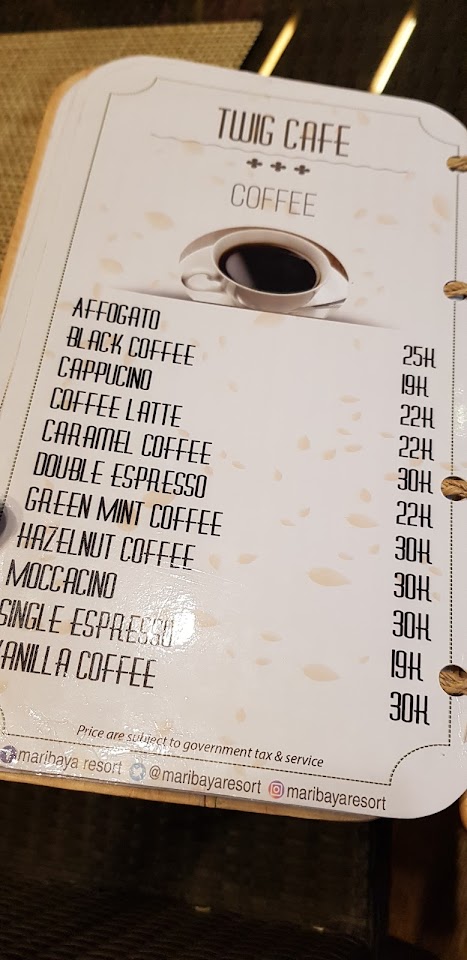 TWIG CAFE
COFFEE
AFFOGATO 25K
BLACK COFFEE 19K
CAPPUCINO 22K
COFFEE LATTE 22K
CARAMEL COFFEE 30K
DOUBLE ESPRESSO 22K
GREEN MINT COFFEE 30K
HAZELNUT COFFEE 30K
MOCCACINO 30K
SINGLE ESPRESSO 19K
VANILLA COFFEE 30K
Price are subject to government tax & service
maribaya resort @maribayaresort maribayaresort